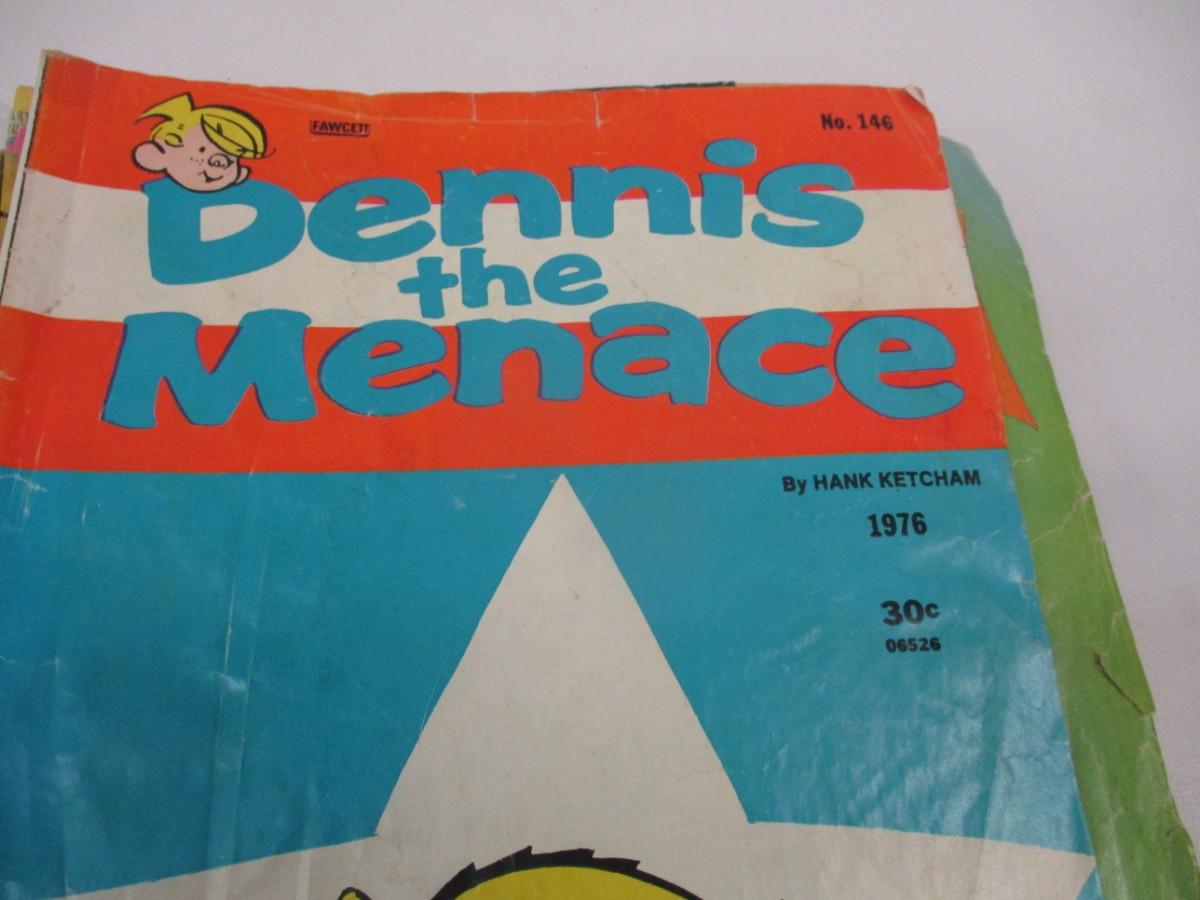 FAWCETT
No. 146
Dennis
the
Menace
By HANK KETCHAM
1976
30c
06526